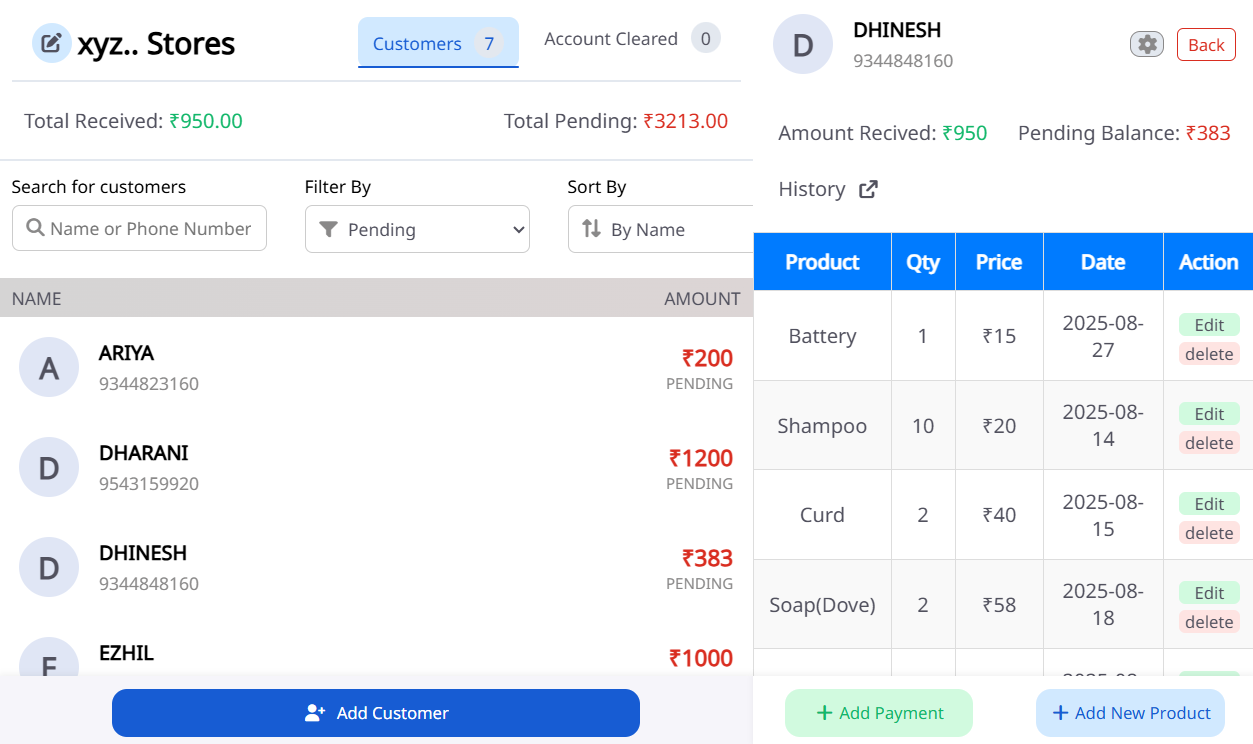 xyz.. Stores
Customers 7
Account Cleared 0
Total Received: ₹950.00
Total Pending: ₹3213.00
Search for customers
Filter By
Sort By
Name or Phone Number
Pending
By Name
NAME AMOUNT
A
ARIYA
9344823160
₹200
PENDING
D
DHARANI
9543159920
₹1200
PENDING
D
DHINESH
9344848160
₹383
PENDING
EZHIL
₹1000
Add Customer
D
DHINESH
9344848160
Back
Amount Recived: ₹950 Pending Balance: ₹383
History
Product Qty Price Date Action
Battery 1 ₹15 2025-08-27 Edit delete
Shampoo 10 ₹20 2025-08-14 Edit delete
Curd 2 ₹40 2025-08-15 Edit delete
Soap(Dove) 2 ₹58 2025-08-18 Edit delete
+ Add Payment
+ Add New Product